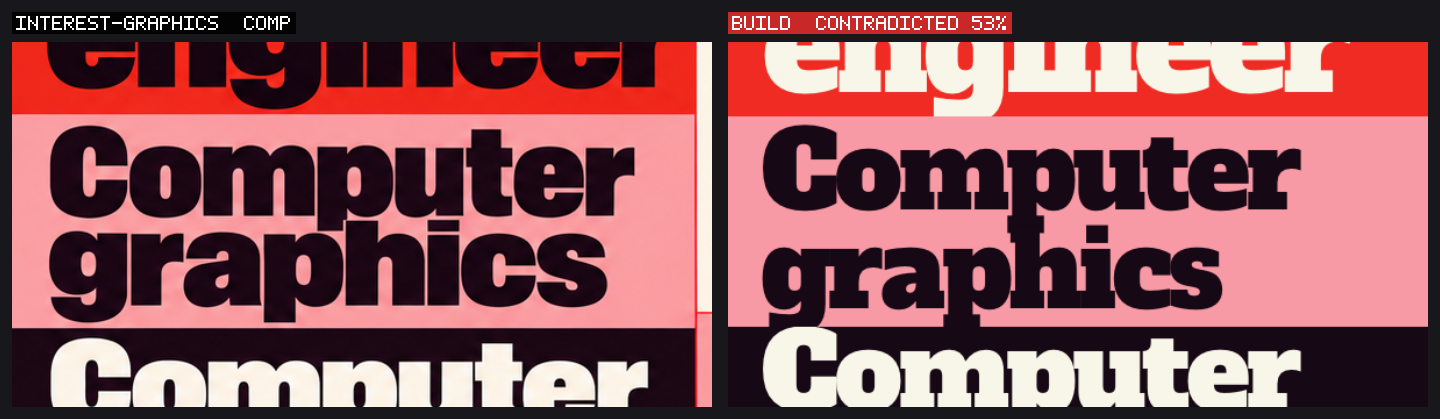 INTEREST-GRAPHICS COMP
engineer
Computer
graphics
Computer
BUILD CONTRADICTED 53%
engineer
Computer
graphics
Computer